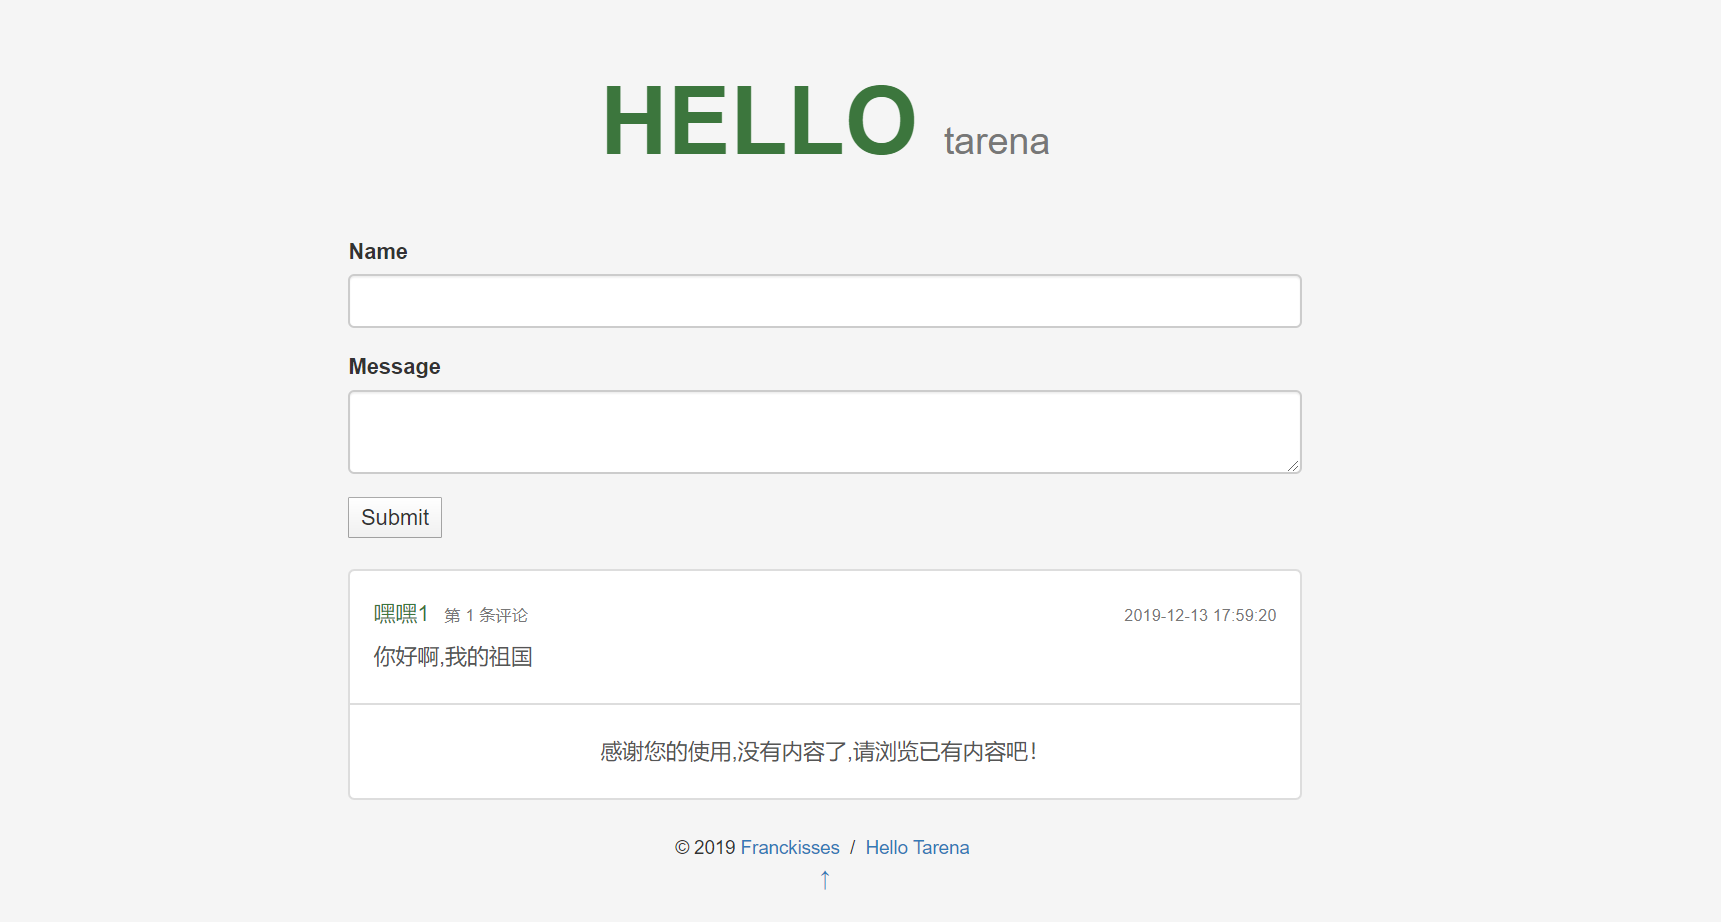 HELLO tarena
Name
Message
Submit
嘿嘿1 第 1 条评论 2019-12-13 17:59:20
你好啊,我的祖国
感谢您的使用,没有内容了,请浏览已有内容吧!
© 2019 Franckisses / Hello Tarena
↑